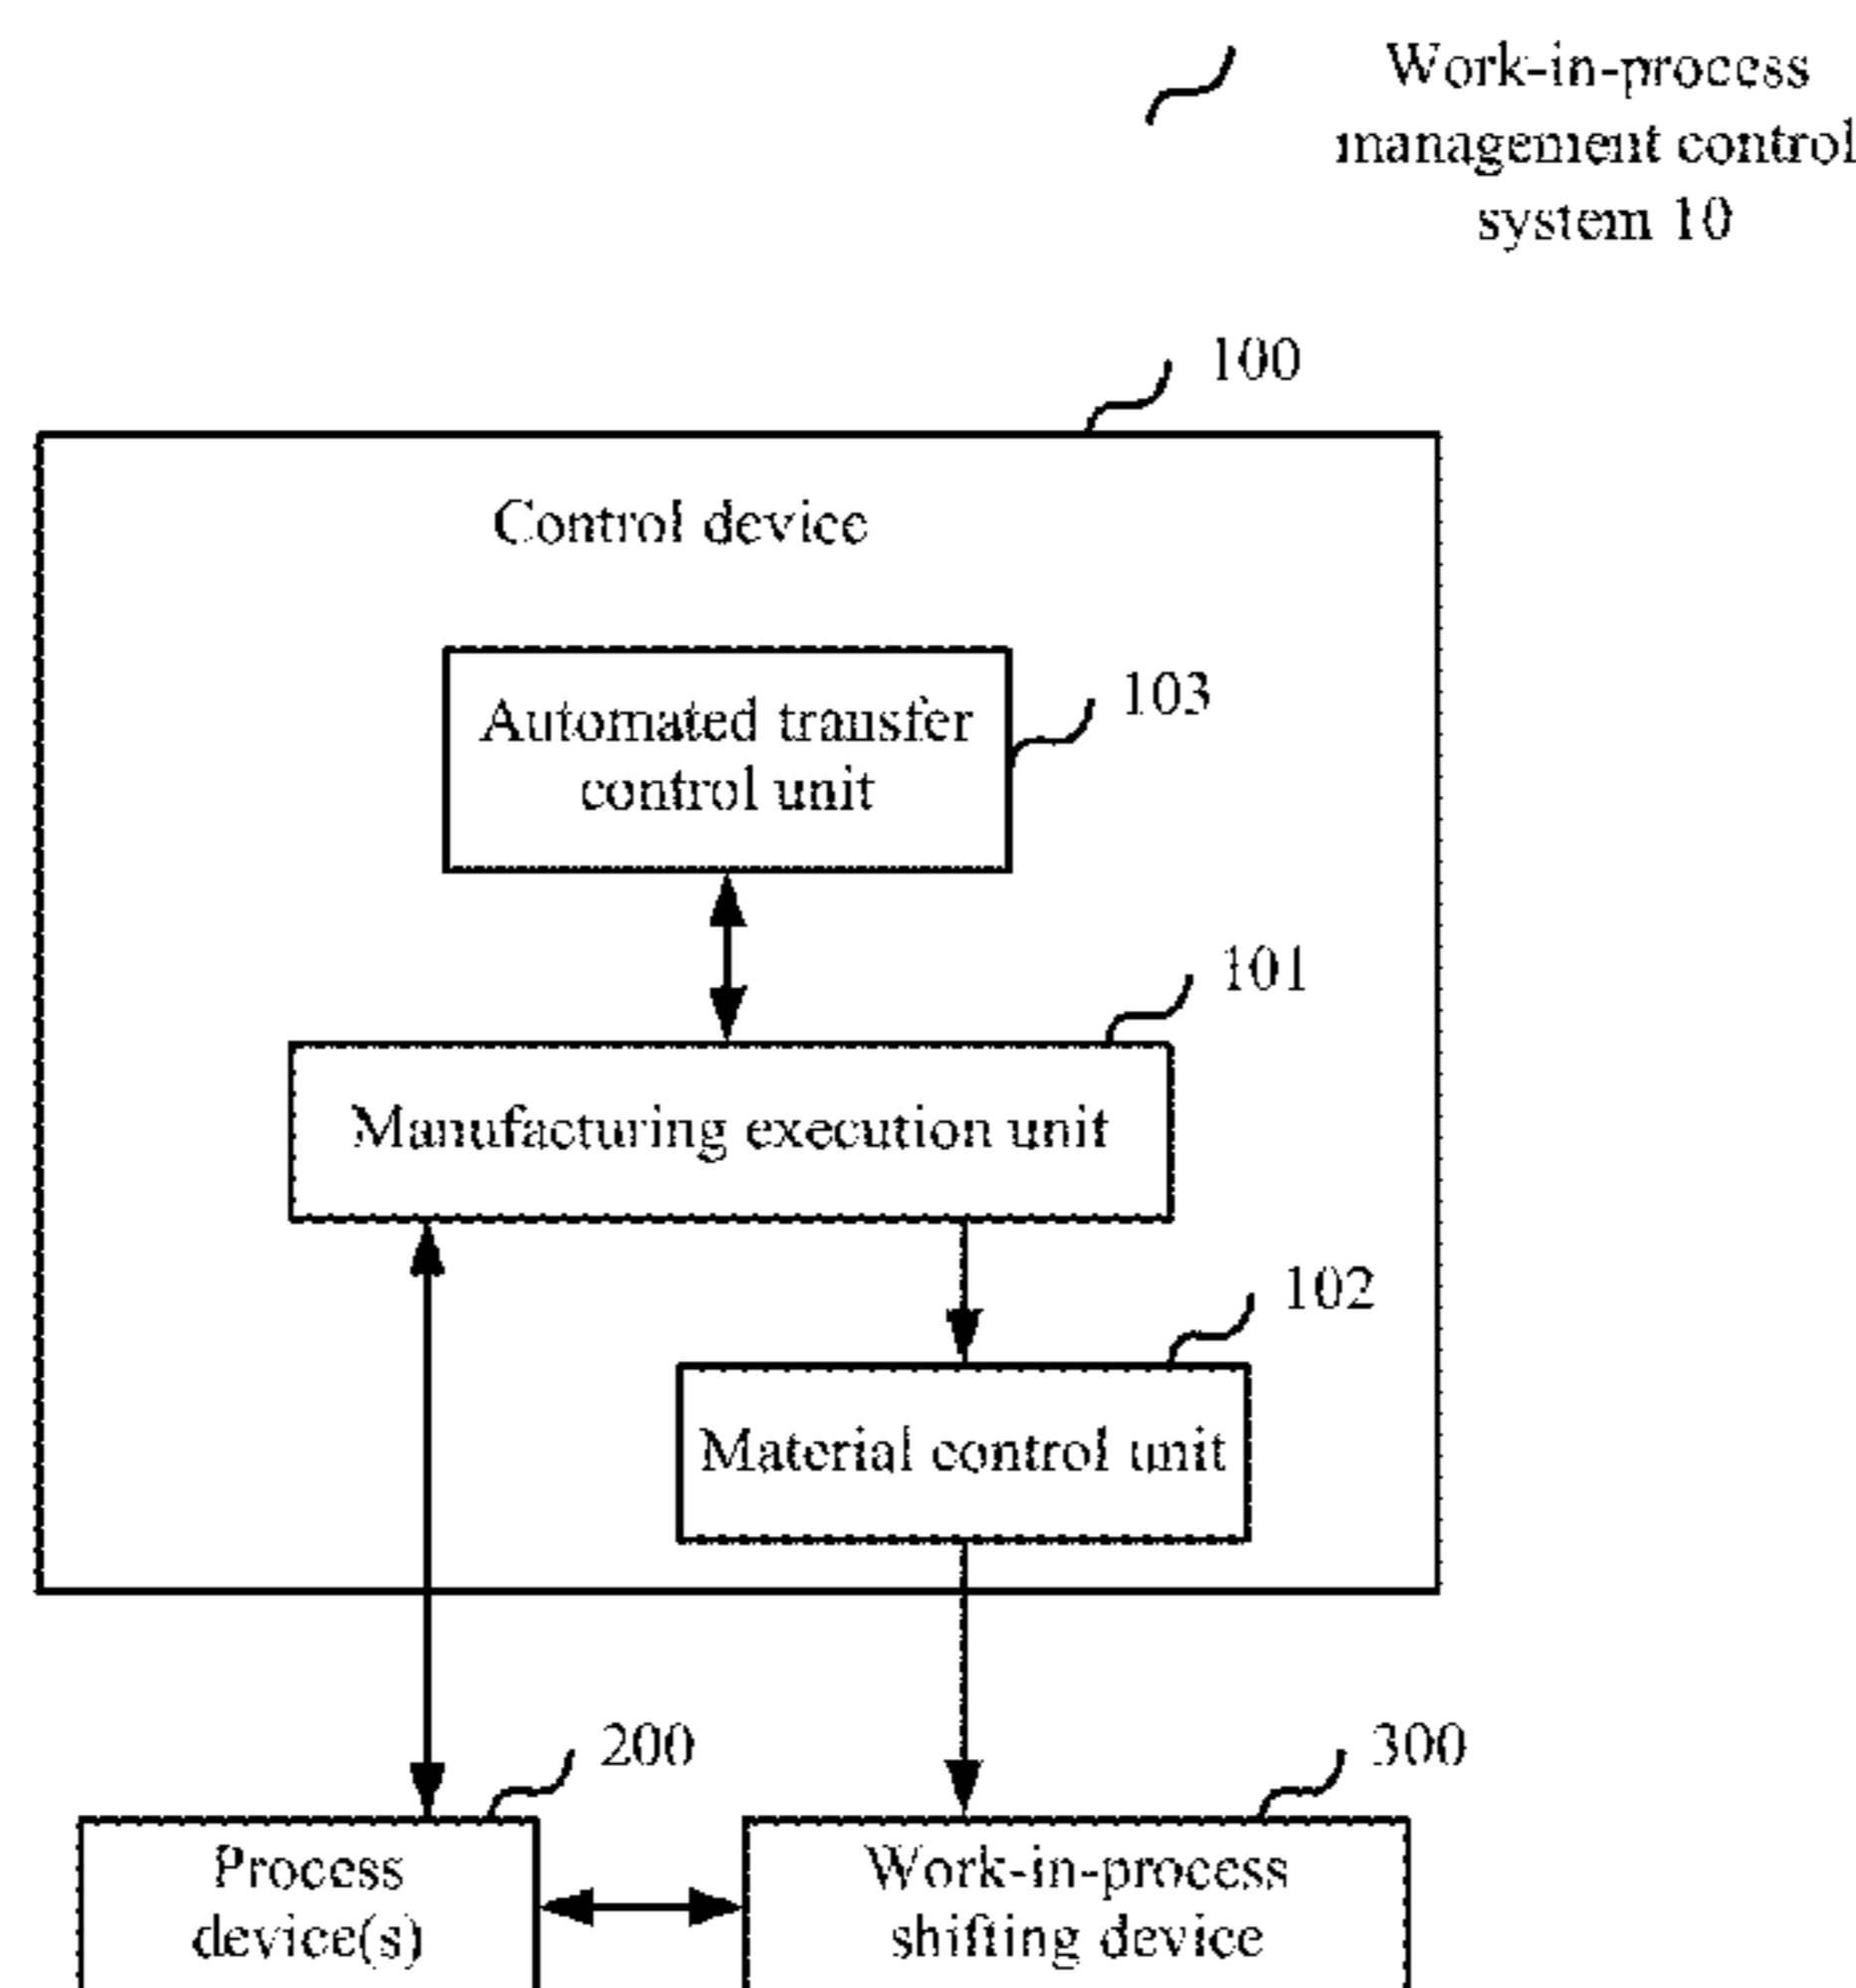 Work-in-process
management control
system 10
100
Control device
Automated transfer
control unit
103
101
Manufacturing execution unit
102
Material control unit
200
300
Process
device(s)
Work-in-process
shifting device